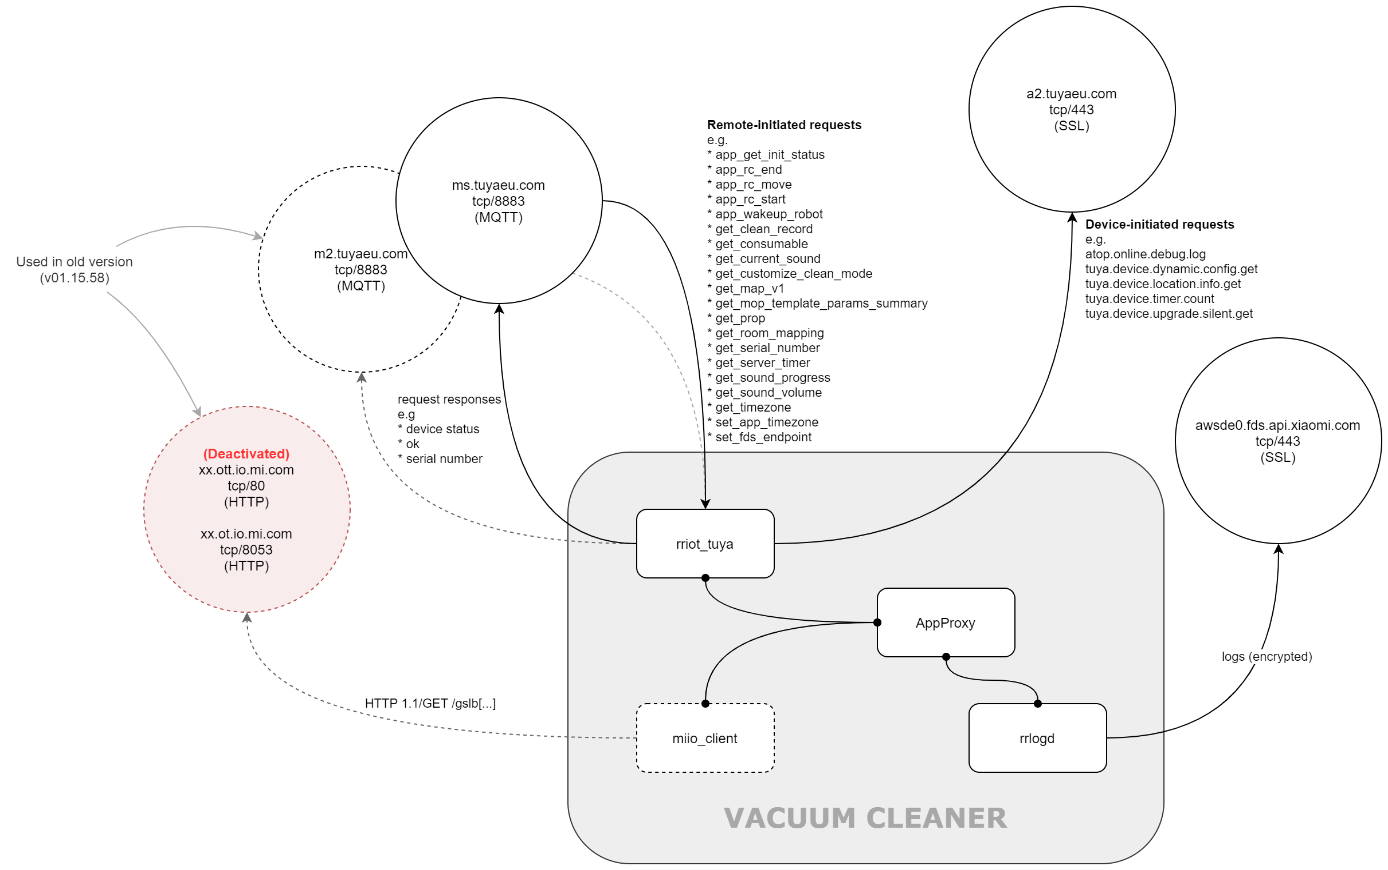 a2.tuyaeu.com
tcp/443
(SSL)
ms.tuyaeu.com
tcp/8883
(MQTT)
Remote-initiated requests
e.g.
* app_get_init_status
* app_rc_end
* app_rc_move
* app_rc_start
* app_wakeup_robot
* get_clean_record
* get_consumable
* get_current_sound
* get_customize_clean_mode
* get_map_v1
* get_mop_template_params_summary
* get_prop
* get_room_mapping
* get_serial_number
* get_server_timer
* get_sound_progress
* get_sound_volume
* get_timezone
* set_app_timezone
* set_fds_endpoint
Device-initiated requests
e.g.
atop.online.debug.log
tuya.device.dynamic.config.get
tuya.device.location.info.get
tuya.device.timer.count
tuya.device.upgrade.silent.get
Used in old version
(v01.15.58)
m2.tuyaeu.com
tcp/8883
(MQTT)
request responses
e.g
* device status
* ok
* serial number
awsde0.fds.api.xiaomi.com
tcp/443
(SSL)
(Deactivated)
xx.ott.io.mi.com
tcp/80
(HTTP)
xx.ot.io.mi.com
tcp/8053
(HTTP)
rriot_tuya
AppProxy
logs (encrypted)
HTTP 1.1/GET /gslb[...]
miio_client
rrlogd
VACUUM CLEANER